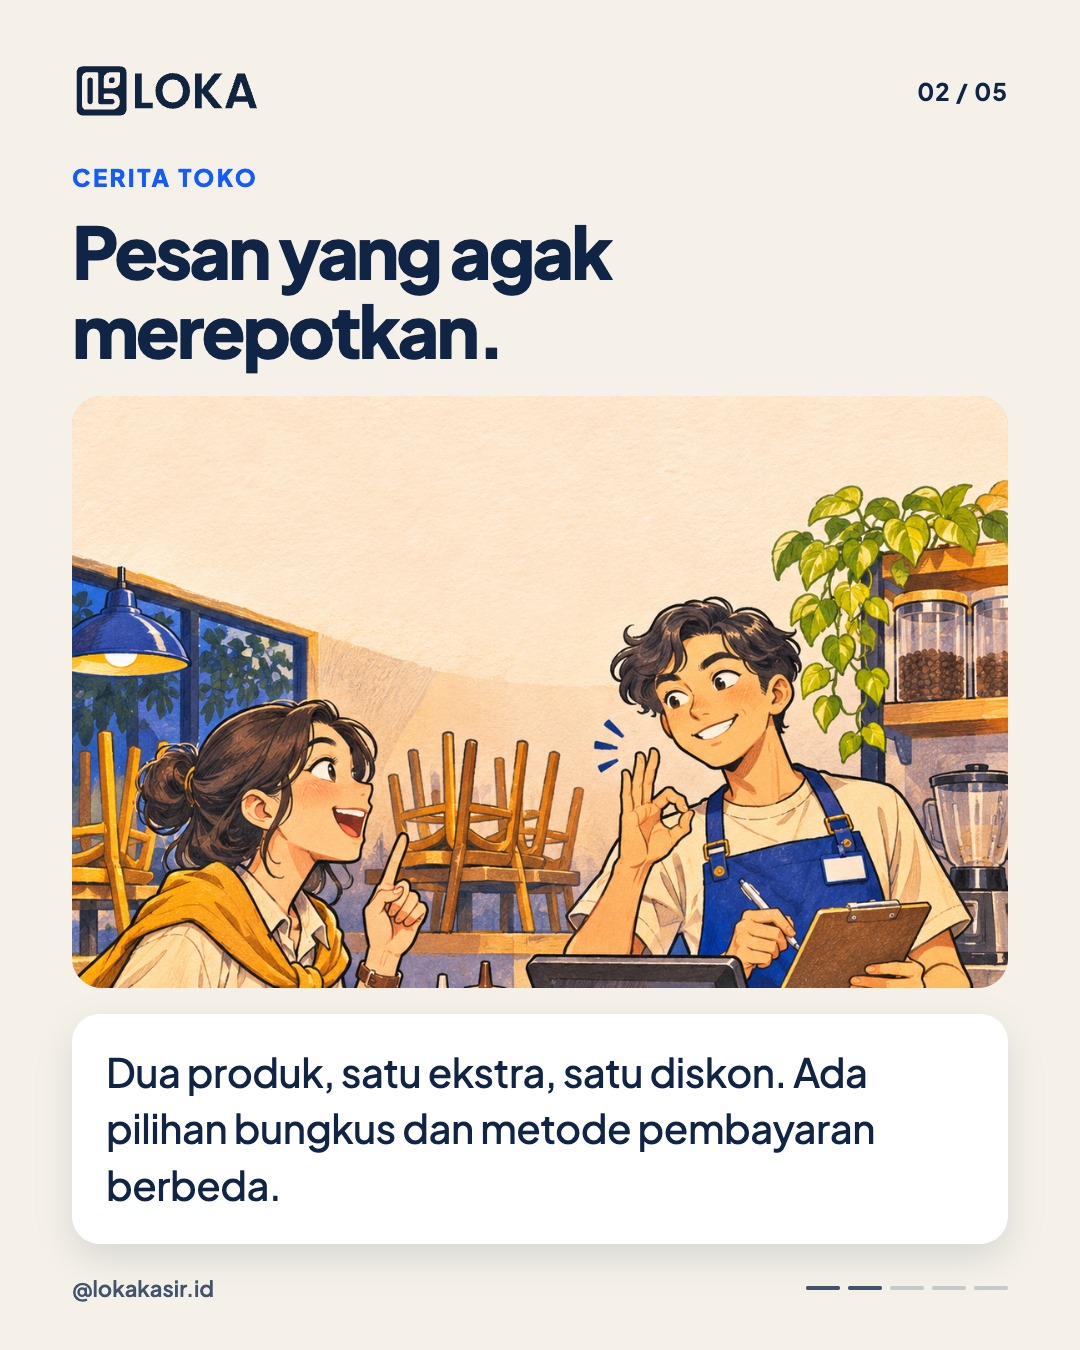 LOKA
02 / 05
CERITA TOKO
Pesan yang agak
merepotkan.
Dua produk, satu ekstra, satu diskon. Ada
pilihan bungkus dan metode pembayaran
berbeda.
@lokakasir.id